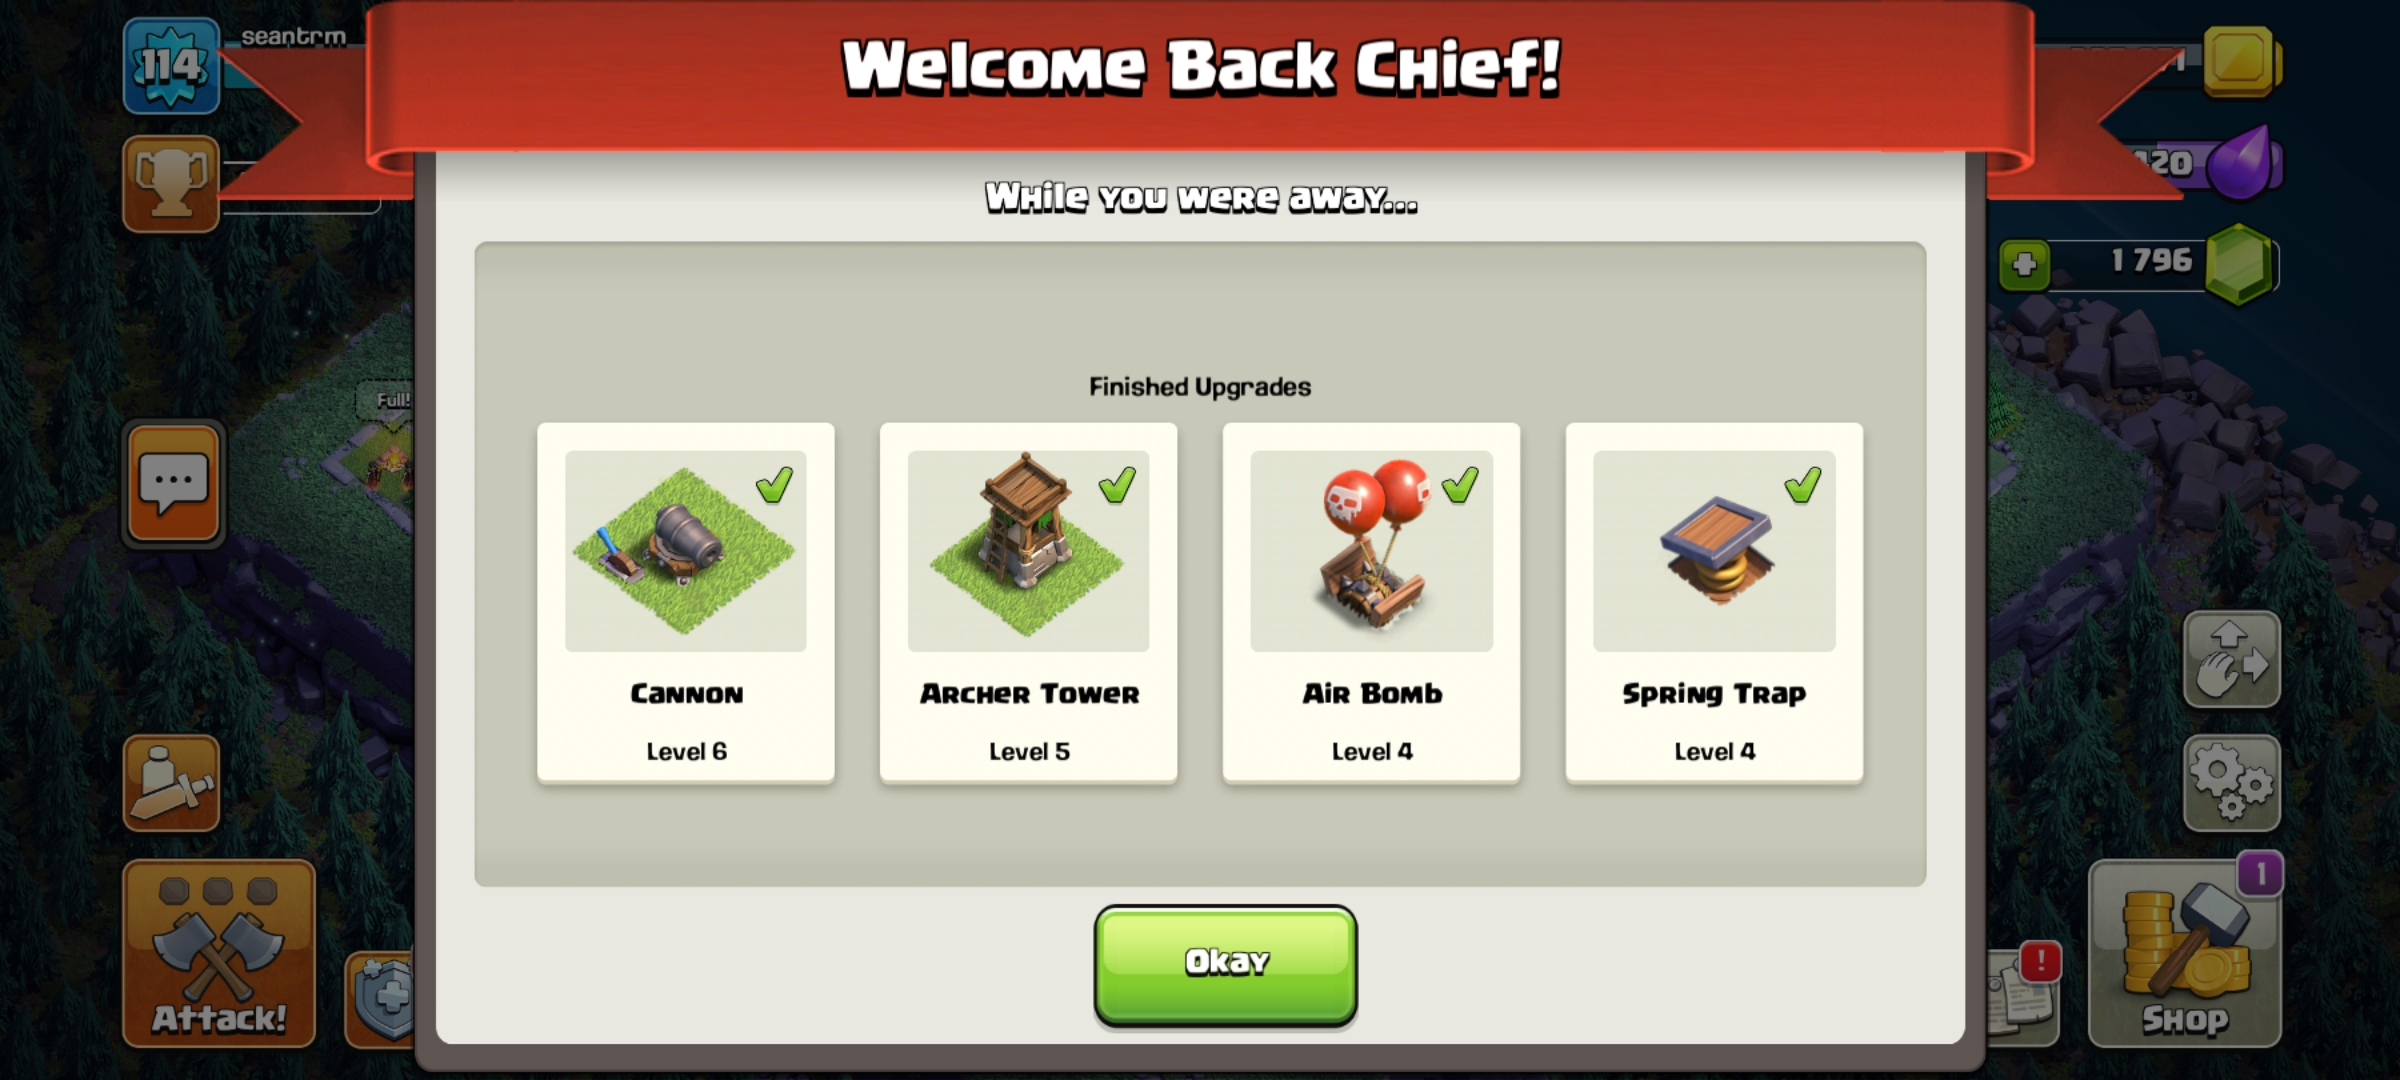 114
seantrm
Welcome Back Chief!
While you were away...
420
1 796
Full!
Finished Upgrades
Cannon
Level 6
Archer Tower
Level 5
Air Bomb
Level 4
Spring Trap
Level 4
Okay
Attack!
!
1
Shop